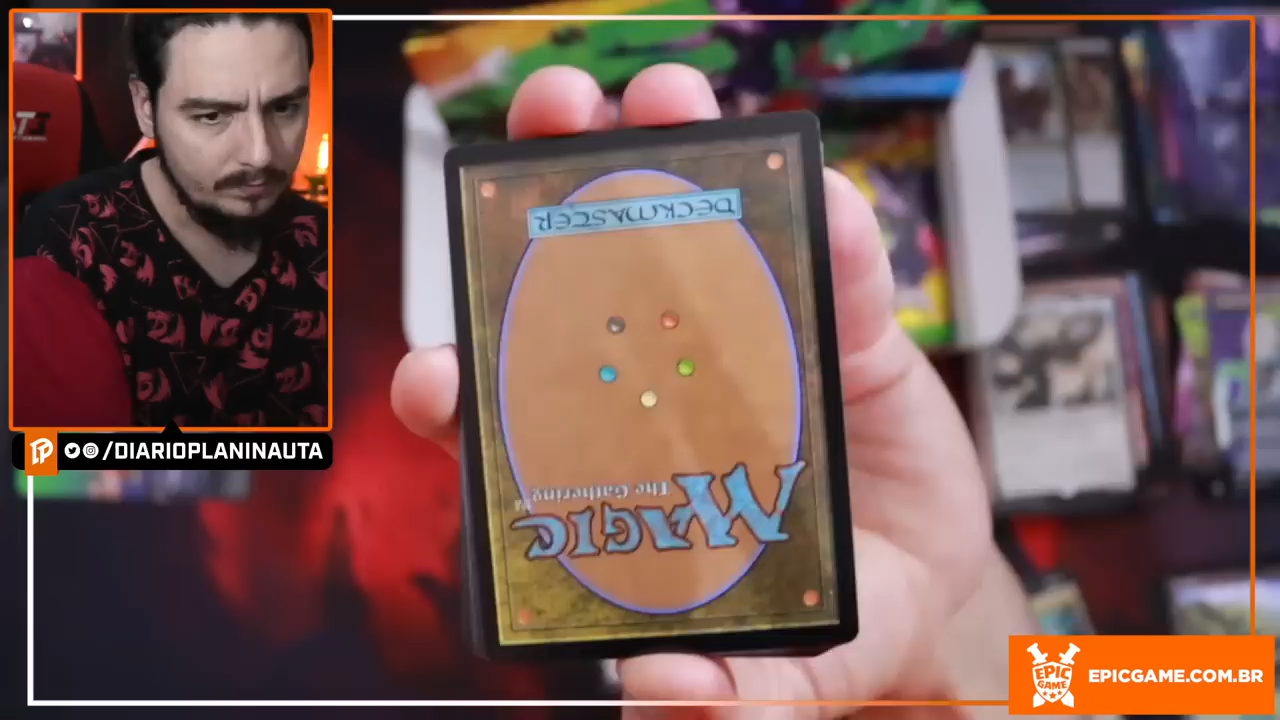 DECKMASTER
The Gathering
MAGIC
/DIARIOPLANINAUTA
EPIC
GAME
EPICGAME.COM.BR